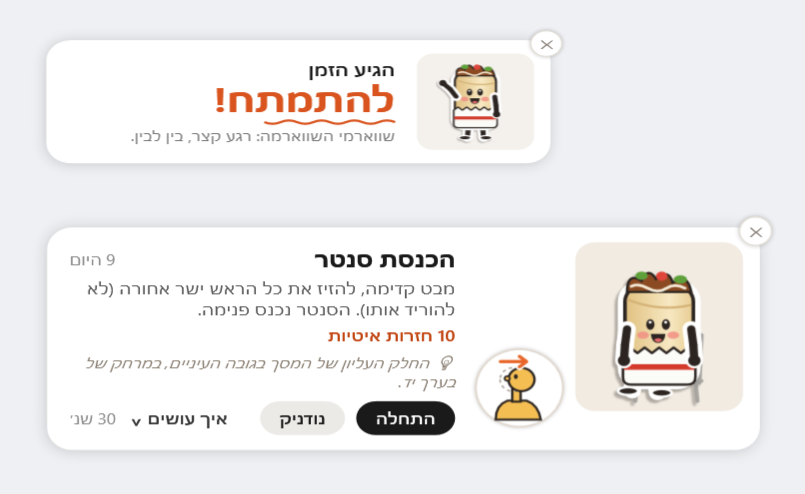 הגיע הזמן
להתמתח!
שווארמי השווארמה: רגע קצר, בין לבין.
הכנסת סנטר
9 היום
מבט קדימה, להזיז את כל הראש ישר אחורה (לא
להוריד אותו). הסנטר נכנס פנימה.
10 חזרות איטיות
החלק העליון של המסך בגובה העיניים, במרחק של
בערך יד.
התחלה
נודניק
איך עושים
30 שנ׳